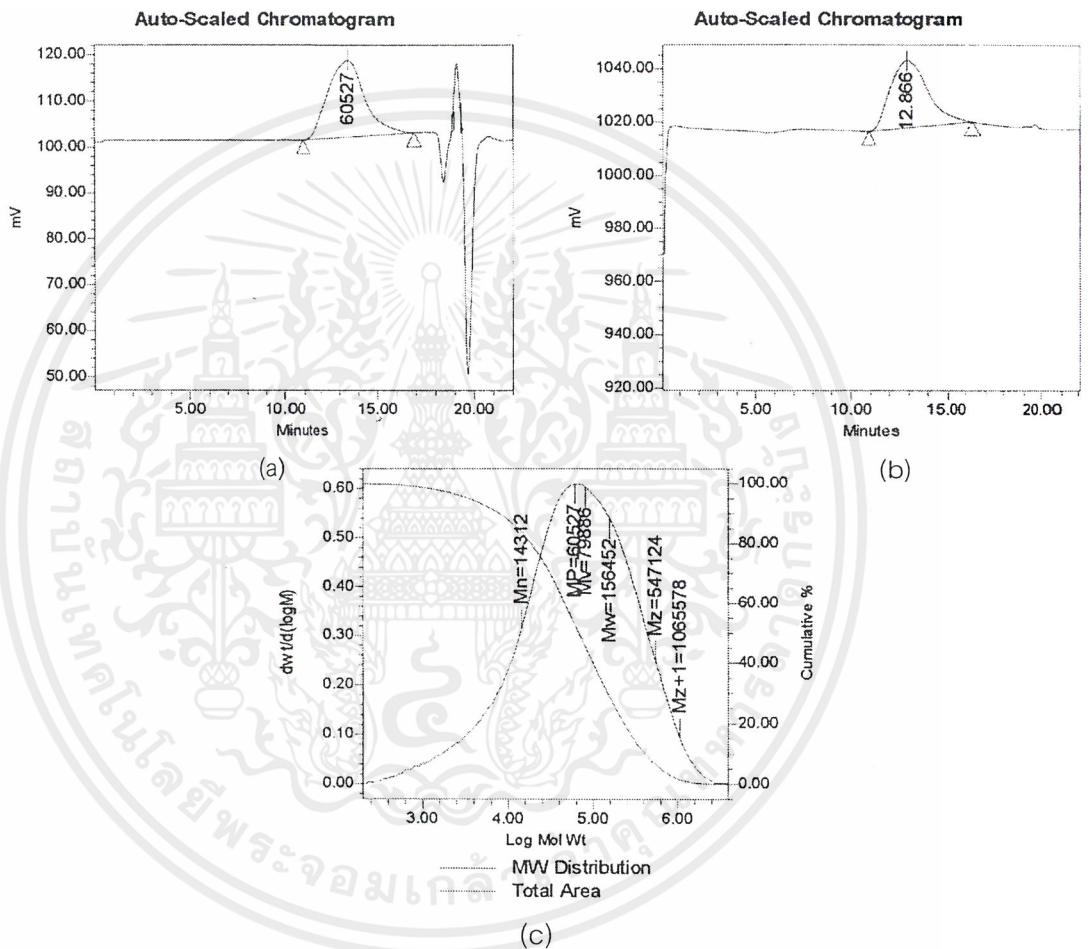 Auto-Scaled Chromatogram
120.00
110.00
100.00
90.00
80.00
70.00
60.00
50.00
mV
60527
5.00
10.00
15.00
20.00
Minutes
(a)
Auto-Scaled Chromatogram
1040.00
1020.00
1000.00
980.00
960.00
940.00
920.00
mV
12.866
5.00
10.00
15.00
20.00
Minutes
(b)
0.60
0.50
0.40
0.30
0.20
0.10
0.00
dwt/d(logM)
Mn=14312
MP=60527
Mv=79886
Mw=156452
Mz=547124
Mz+1=1065578
100.00
80.00
60.00
40.00
20.00
0.00
Cumulative %
3.00
4.00
5.00
6.00
Log Mol Wt
MW Distribution
Total Area
(c)